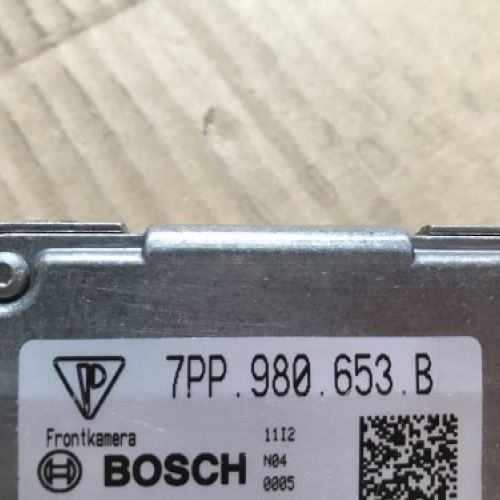 7PP.980.653.B
Frontkamera 11I2
BOSCH N04
0005